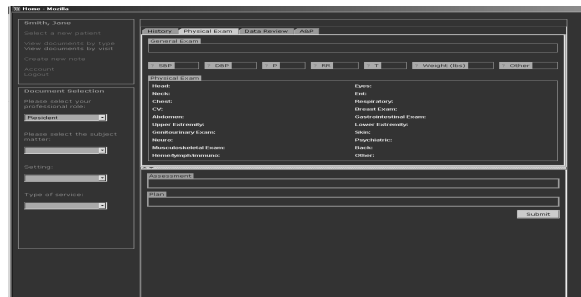 Home - Mozilla
Smith, Jane
Select a new patient
View documents by type
View documents by visit
Create new note
Account
Logout
Document Selection
Please select your
professional role:
Resident
Please select the subject
matter:
Setting:
Type of service:
History Physical Exam Data Review A&P
General Exam
SBP DBP P RR T Weight (lbs) Other
Physical Exam
Head: Eyes:
Neck: Ent:
Chest: Respiratory:
CV: Breast Exam:
Abdomen: Gastrointestinal Exam:
Upper Extremity: Lower Extremity:
Genitourinary Exam: Skin:
Neuro: Psychiatric:
Musculoskeletal Exam: Back:
Heme/lymph/immuno: Other:
Assessment
Plan
Submit